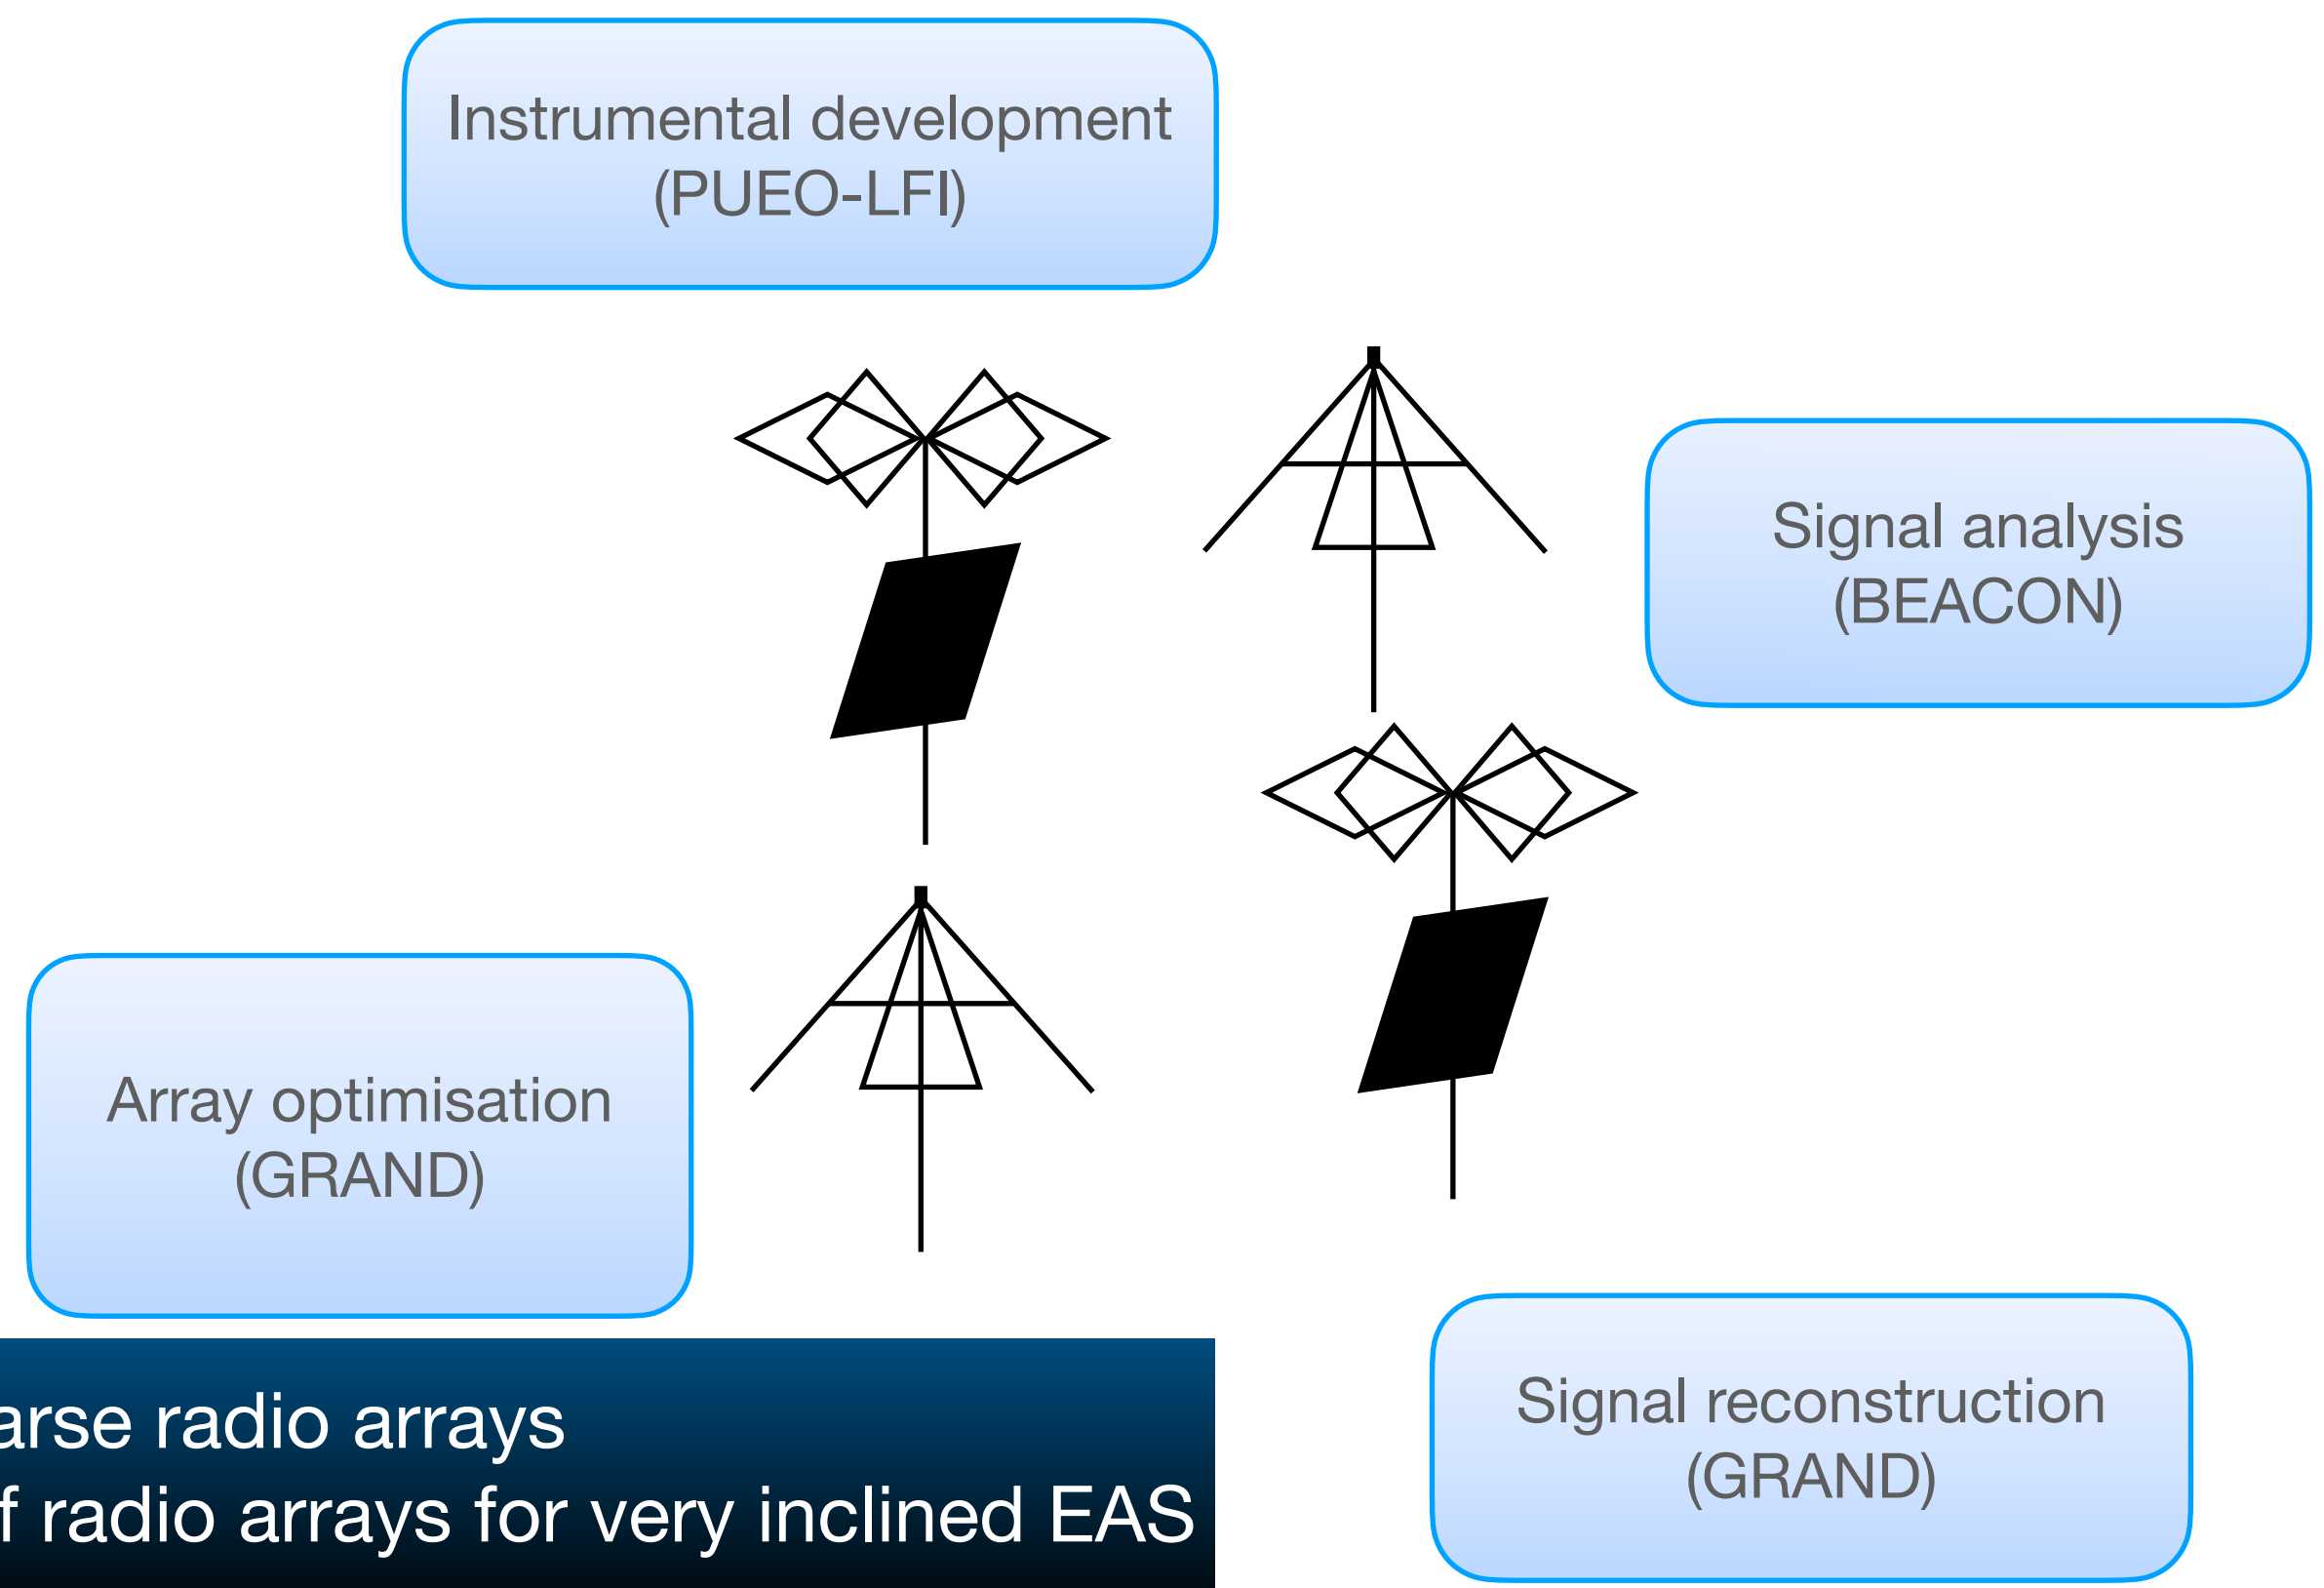 Instrumental development
(PUEO-LFI)
Signal analysis
(BEACON)
Array optimisation
(GRAND)
radio arrays
radio arrays for very inclined EAS
Signal reconstruction
(GRAND)